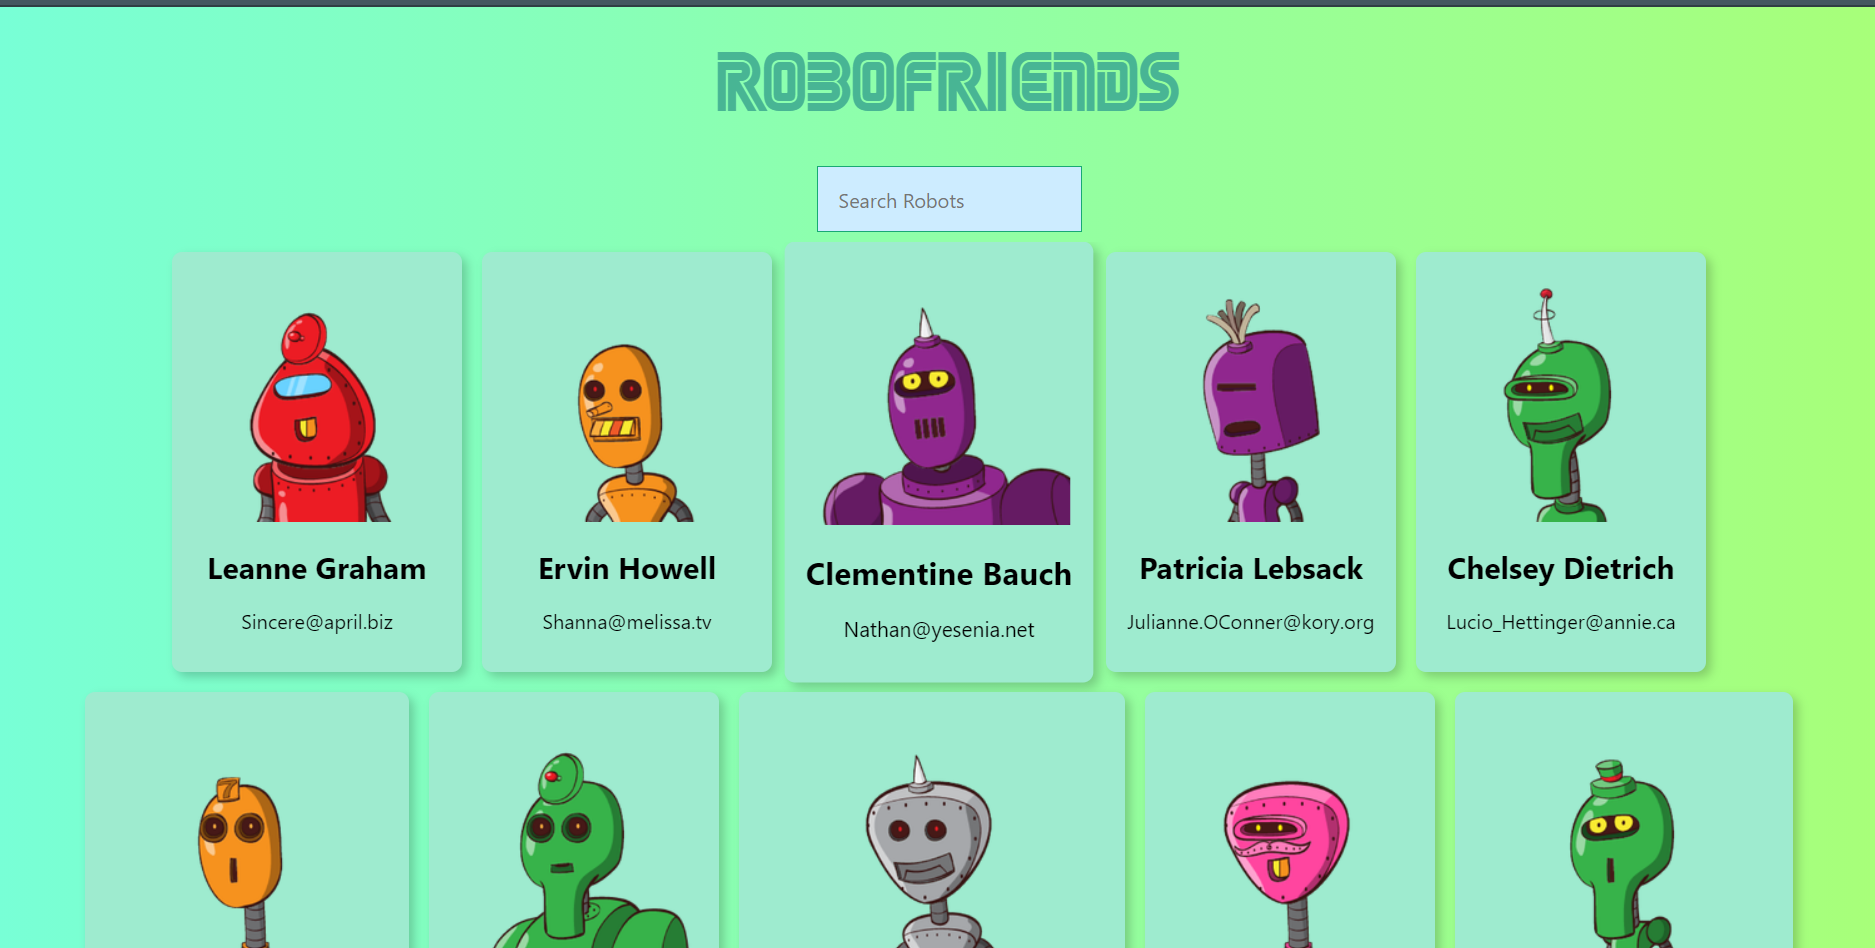 ROBOFRIENDS
Search Robots
Leanne Graham
Sincere@april.biz
Ervin Howell
Shanna@melissa.tv
Clementine Bauch
Nathan@yesenia.net
Patricia Lebsack
Julianne.OConner@kory.org
Chelsey Dietrich
Lucio_Hettinger@annie.ca